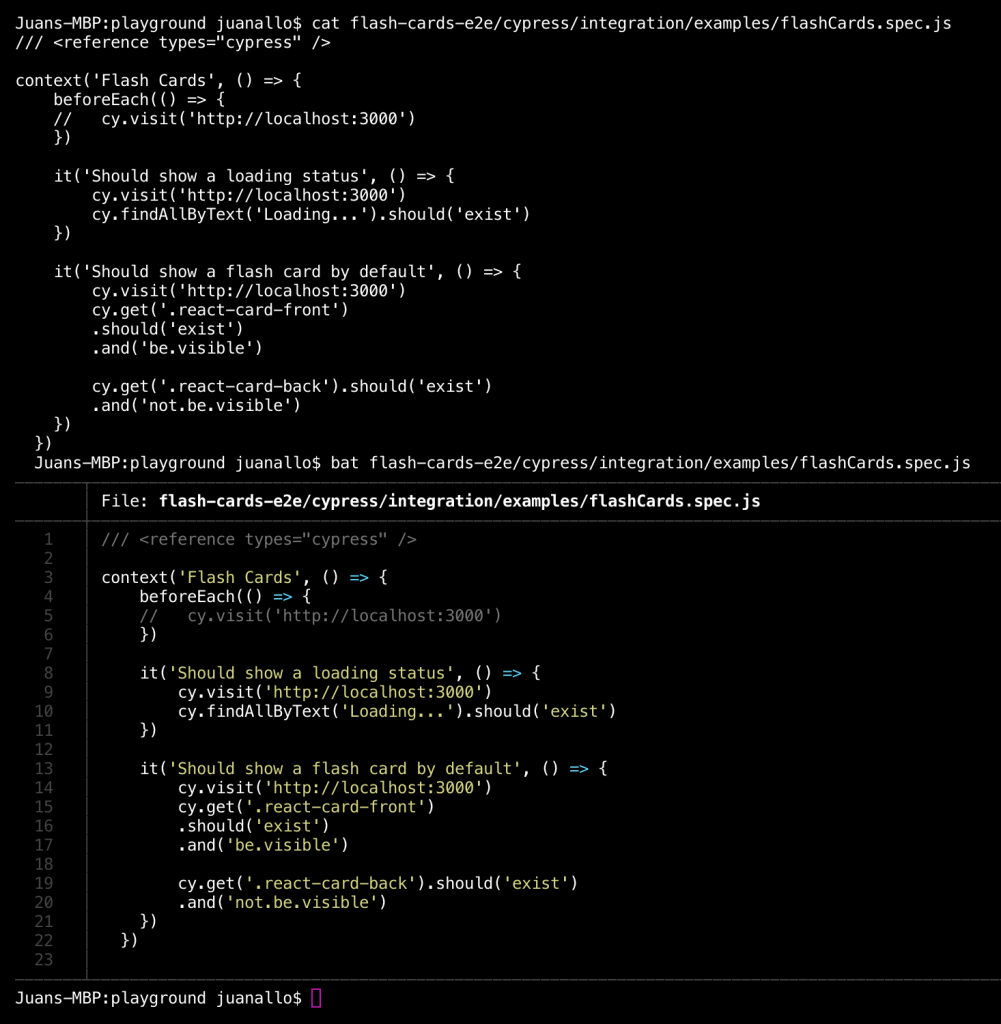 Juans-MBP:playground juanallo$ cat flash-cards-e2e/cypress/integration/examples/flashCards.spec.js
/// <reference types="cypress" />

context('Flash Cards', () => {
    beforeEach(() => {
    //   cy.visit('http://localhost:3000')
    })

    it('Should show a loading status', () => {
        cy.visit('http://localhost:3000')
        cy.findAllByText('Loading...').should('exist')
    })

    it('Should show a flash card by default', () => {
        cy.visit('http://localhost:3000')
        cy.get('.react-card-front')
        .should('exist')
        .and('be.visible')

        cy.get('.react-card-back').should('exist')
        .and('not.be.visible')
    })
  })
  Juans-MBP:playground juanallo$ bat flash-cards-e2e/cypress/integration/examples/flashCards.spec.js
File: flash-cards-e2e/cypress/integration/examples/flashCards.spec.js
1 /// <reference types="cypress" />
2
3 context('Flash Cards', () => {
4     beforeEach(() => {
5     //   cy.visit('http://localhost:3000')
6     })
7
8     it('Should show a loading status', () => {
9         cy.visit('http://localhost:3000')
10         cy.findAllByText('Loading...').should('exist')
11     })
12
13     it('Should show a flash card by default', () => {
14         cy.visit('http://localhost:3000')
15         cy.get('.react-card-front')
16         .should('exist')
17         .and('be.visible')
18
19         cy.get('.react-card-back').should('exist')
20         .and('not.be.visible')
21     })
22   })
23
Juans-MBP:playground juanallo$